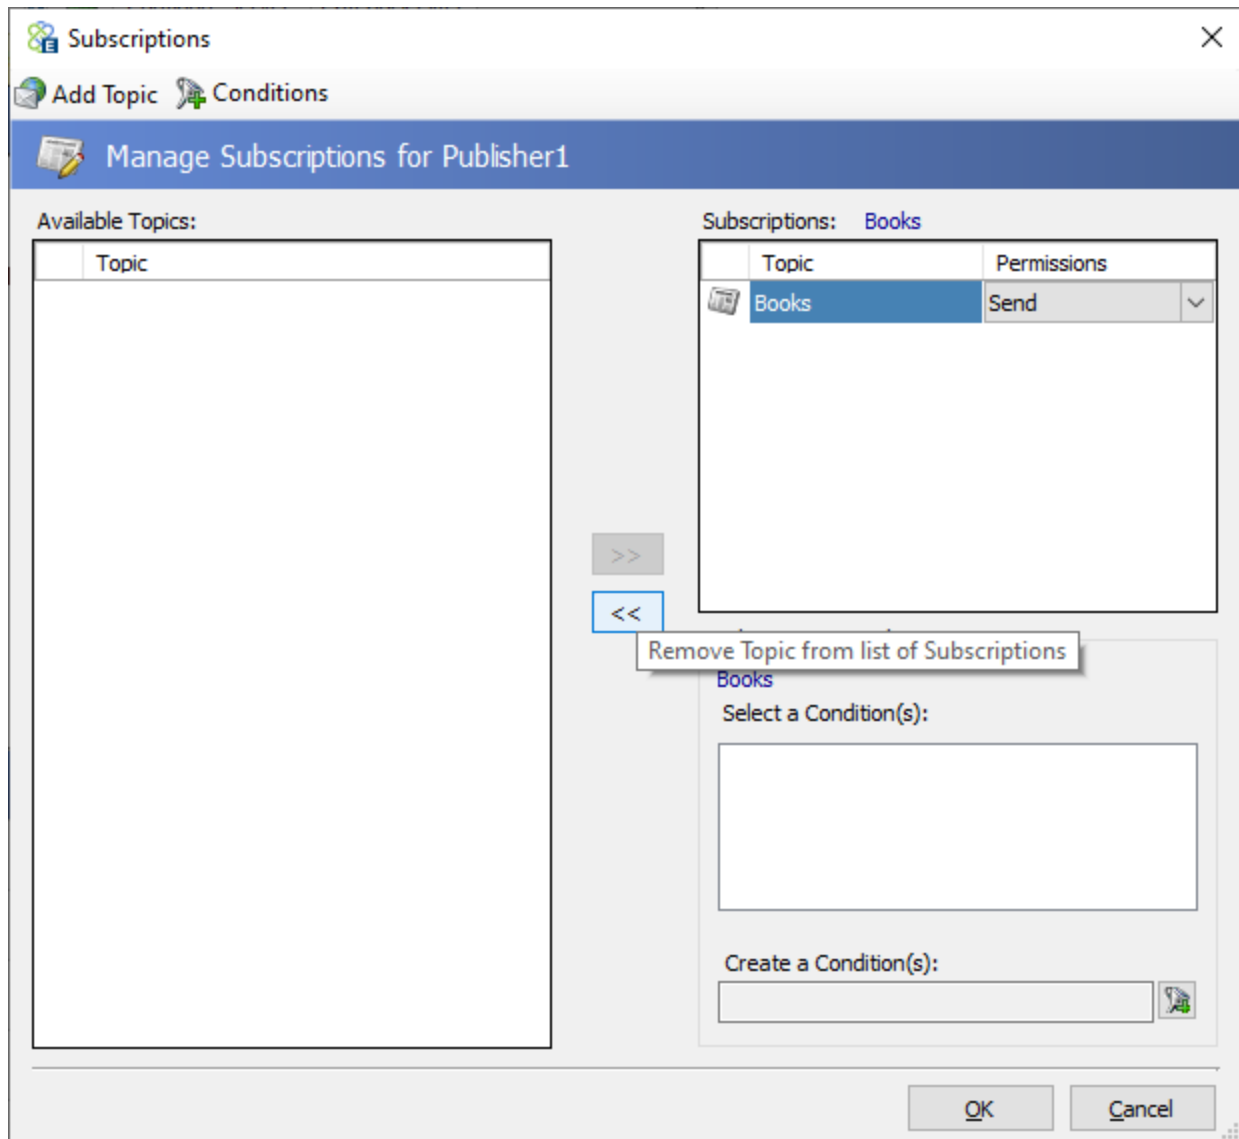 Subscriptions
Add Topic Conditions
Manage Subscriptions for Publisher1
Available Topics:
Topic
Subscriptions: Books
Topic Permissions
Books Send
>>
<<
Remove Topic from list of Subscriptions
Books
Select a Condition(s):
Create a Condition(s):
OK Cancel